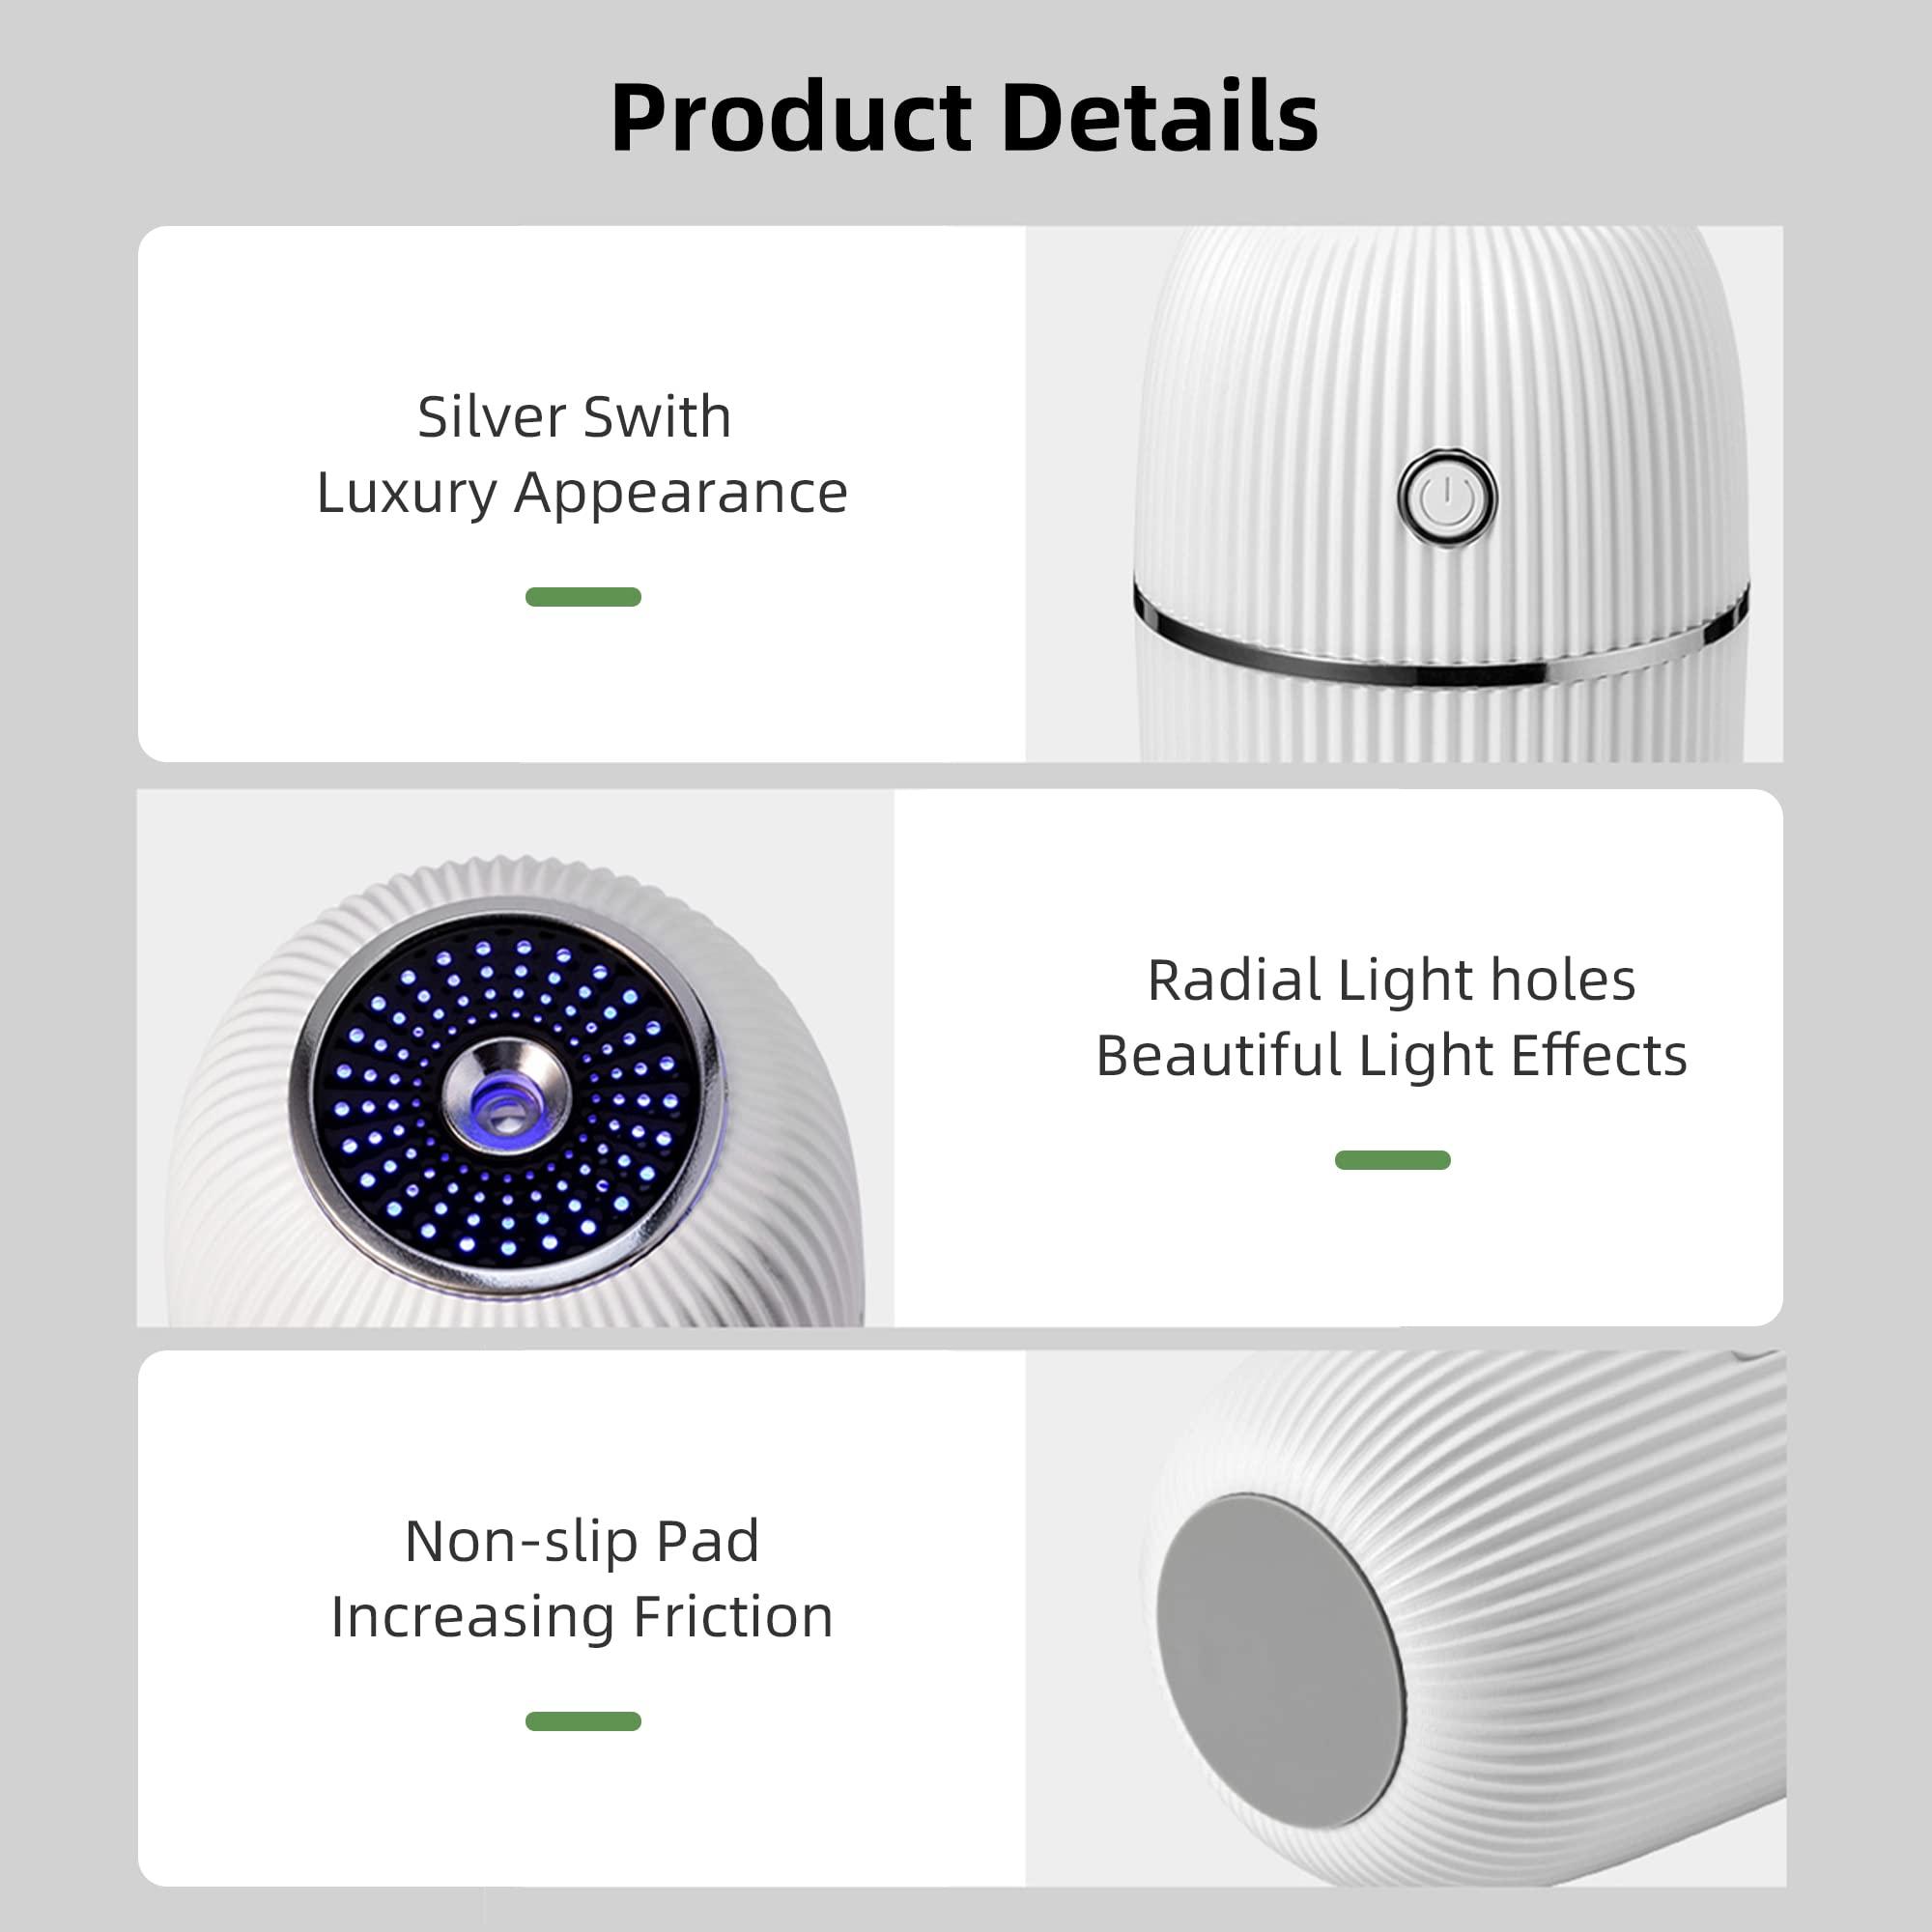 Product Details
Silver Swith
Luxury Appearance
Radial Light holes
Beautiful Light Effects
Non-slip Pad
Increasing Friction